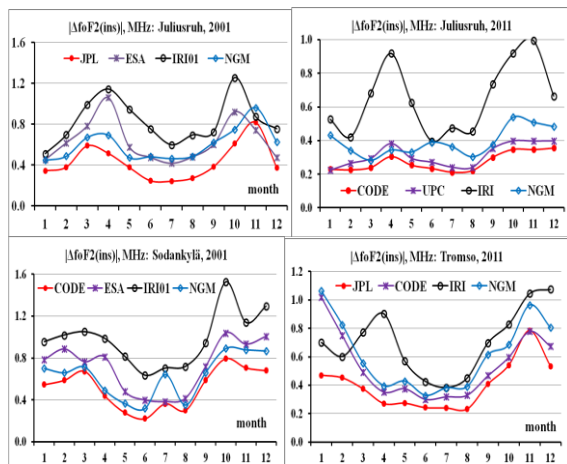 |ΔfoF2(ins)|, MHz: Juliusruh, 2001
1.6
1.2
0.8
0.4
0.0
JPL ESA IRI01 NGM
month
1 2 3 4 5 6 7 8 9 10 11 12
|ΔfoF2(ins)|, MHz: Juliusruh, 2011
1.0
0.8
0.6
0.4
0.2
0.0
month
CODE UPC IRI NGM
1 2 3 4 5 6 7 8 9 10 11 12
|ΔfoF2(ins)|, MHz: Sodankylä, 2001
CODE ESA IRI01 NGM
1.6
1.2
0.8
0.4
0.0
month
1 2 3 4 5 6 7 8 9 10 11 12
|ΔfoF2(ins)|, MHz: Tromso, 2011
JPL CODE IRI NGM
1.2
1.0
0.8
0.6
0.4
0.2
0.0
month
1 2 3 4 5 6 7 8 9 10 11 12